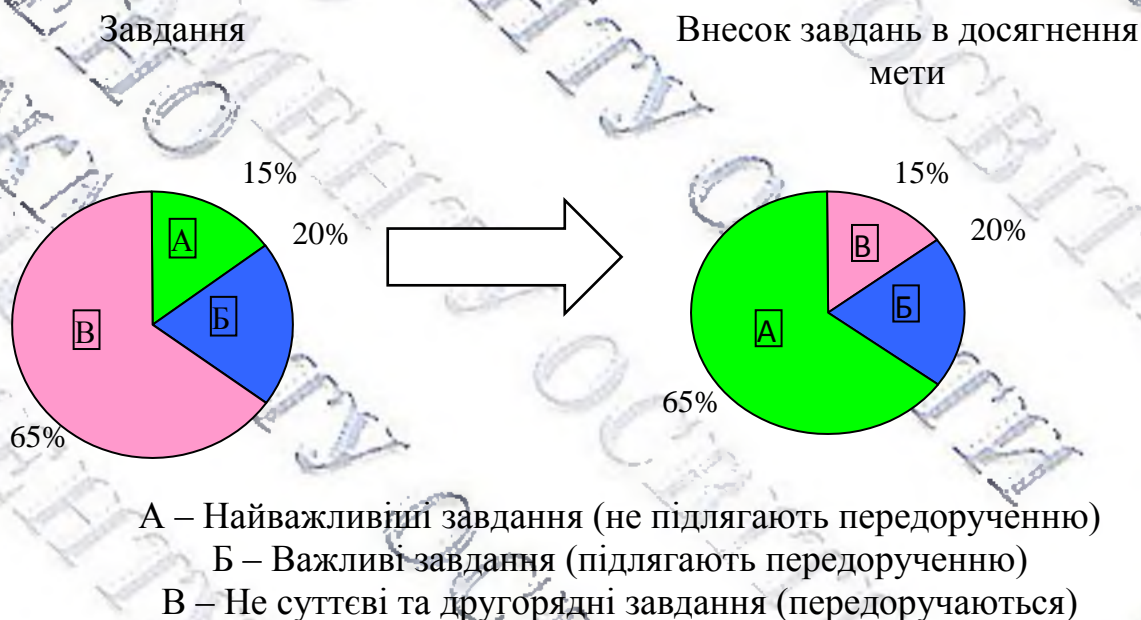 Завдання
Внесок завдань в досягнення
мети
15%
20%
А
Б
В
65%
15%
20%
В
Б
А
65%
А – Найважливіші завдання (не підлягають передорученню)
Б – Важливі завдання (підлягають передорученню)
В – Не суттєві та другорядні завдання (передоручаються)